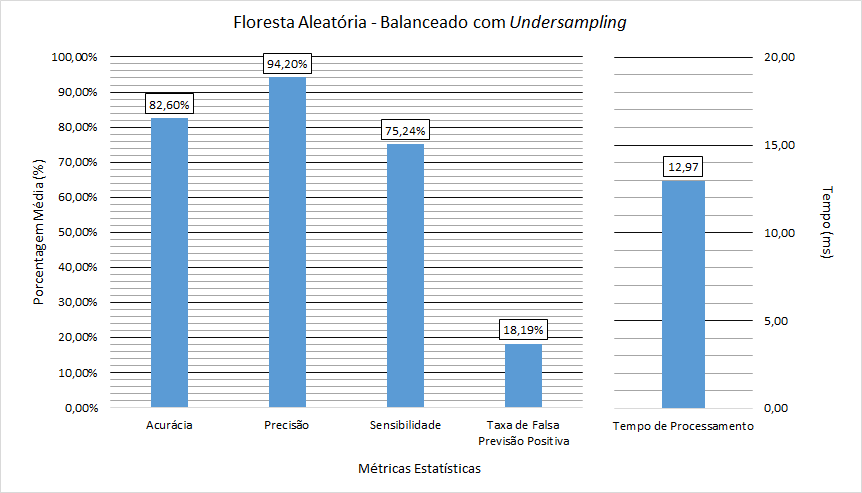 Floresta Aleatória - Balanceado com Undersampling
100,00%
90,00%
80,00%
70,00%
60,00%
50,00%
40,00%
30,00%
20,00%
10,00%
0,00%
Porcentagem Média (%)
82,60%
94,20%
75,24%
18,19%
12,97
20,00
15,00
10,00
5,00
0,00
Tempo (ms)
Acurácia
Precisão
Sensibilidade
Taxa de Falsa
Previsão Positiva
Tempo de Processamento
Métricas Estatísticas